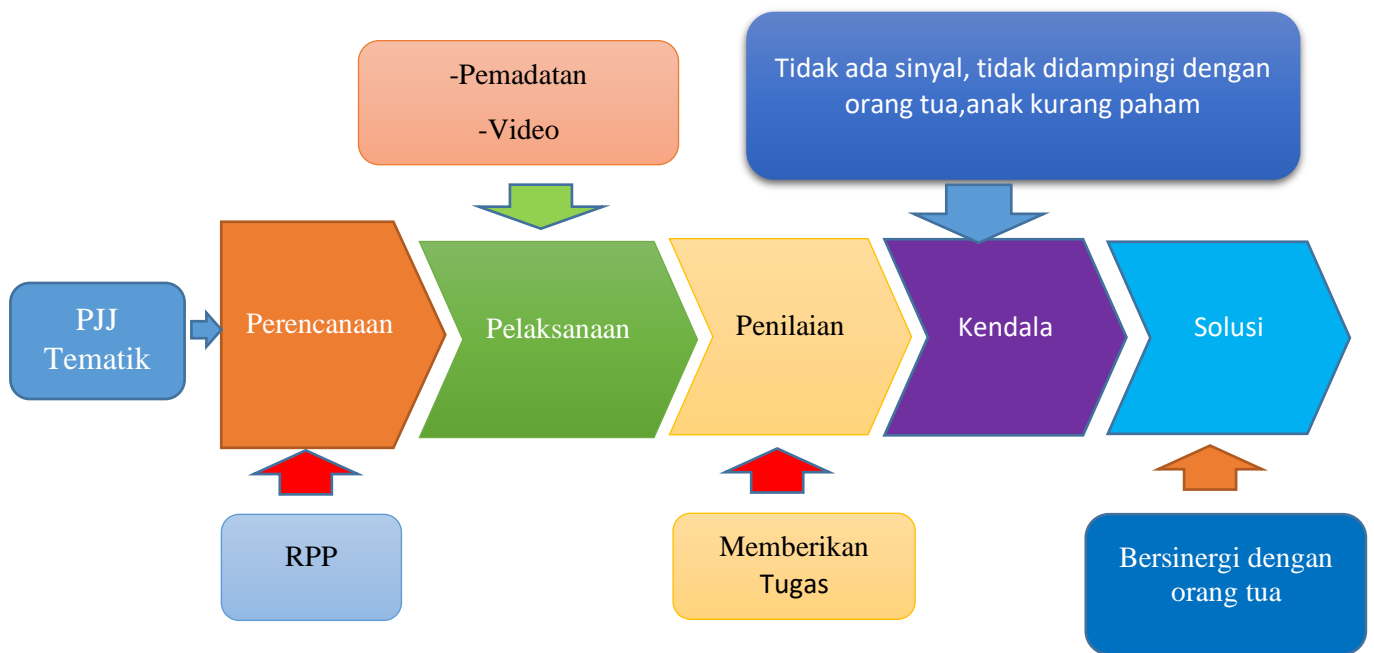 -Pemadatan
-Video
Tidak ada sinyal, tidak didampingi dengan
orang tua,anak kurang paham
PJJ
Tematik
Perencanaan
Pelaksanaan
Penilaian
Kendala
Solusi
RPP
Memberikan
Tugas
Bersinergi dengan
orang tua